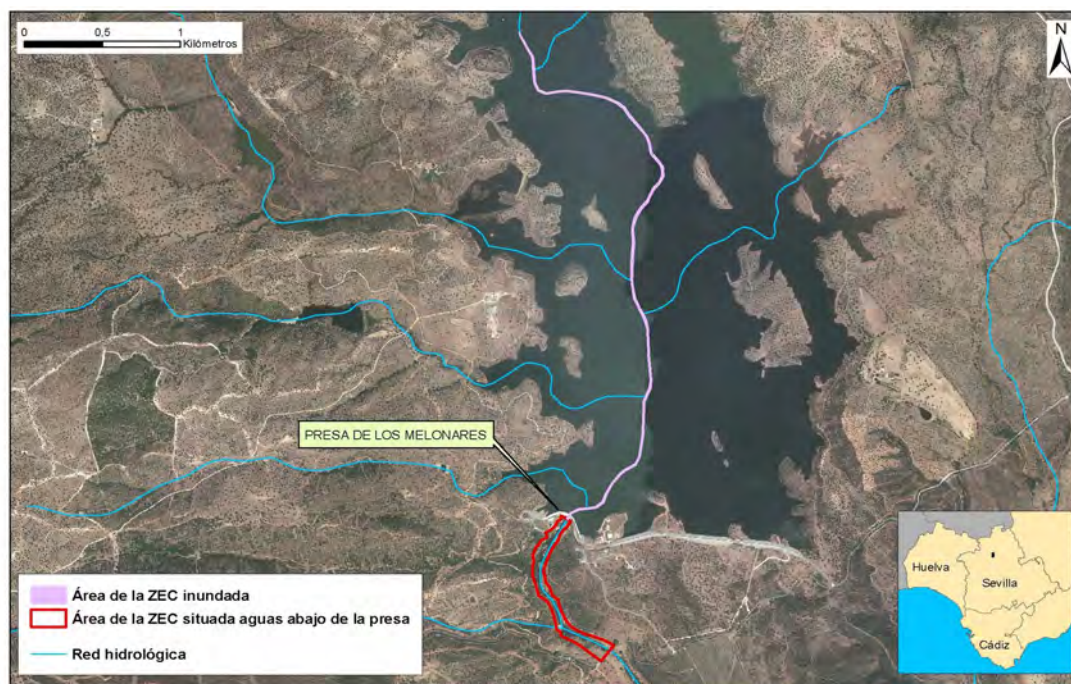 0 0,5 1
Kilómetros
N
PRESA DE LOS MELONARES
Área de la ZEC inundada
Área de la ZEC situada aguas abajo de la presa
Red hidrológica
Huelva
Sevilla
Cádiz